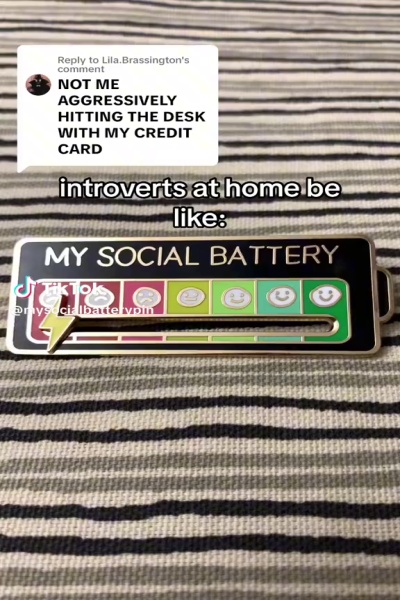 Reply to Lila.Brassington's
comment
NOT ME
AGGRESSIVELY
HITTING THE DESK
WITH MY CREDIT
CARD
introverts at home be
like:
MY SOCIAL BATTERY
TikTok
@mysocialbatterypin